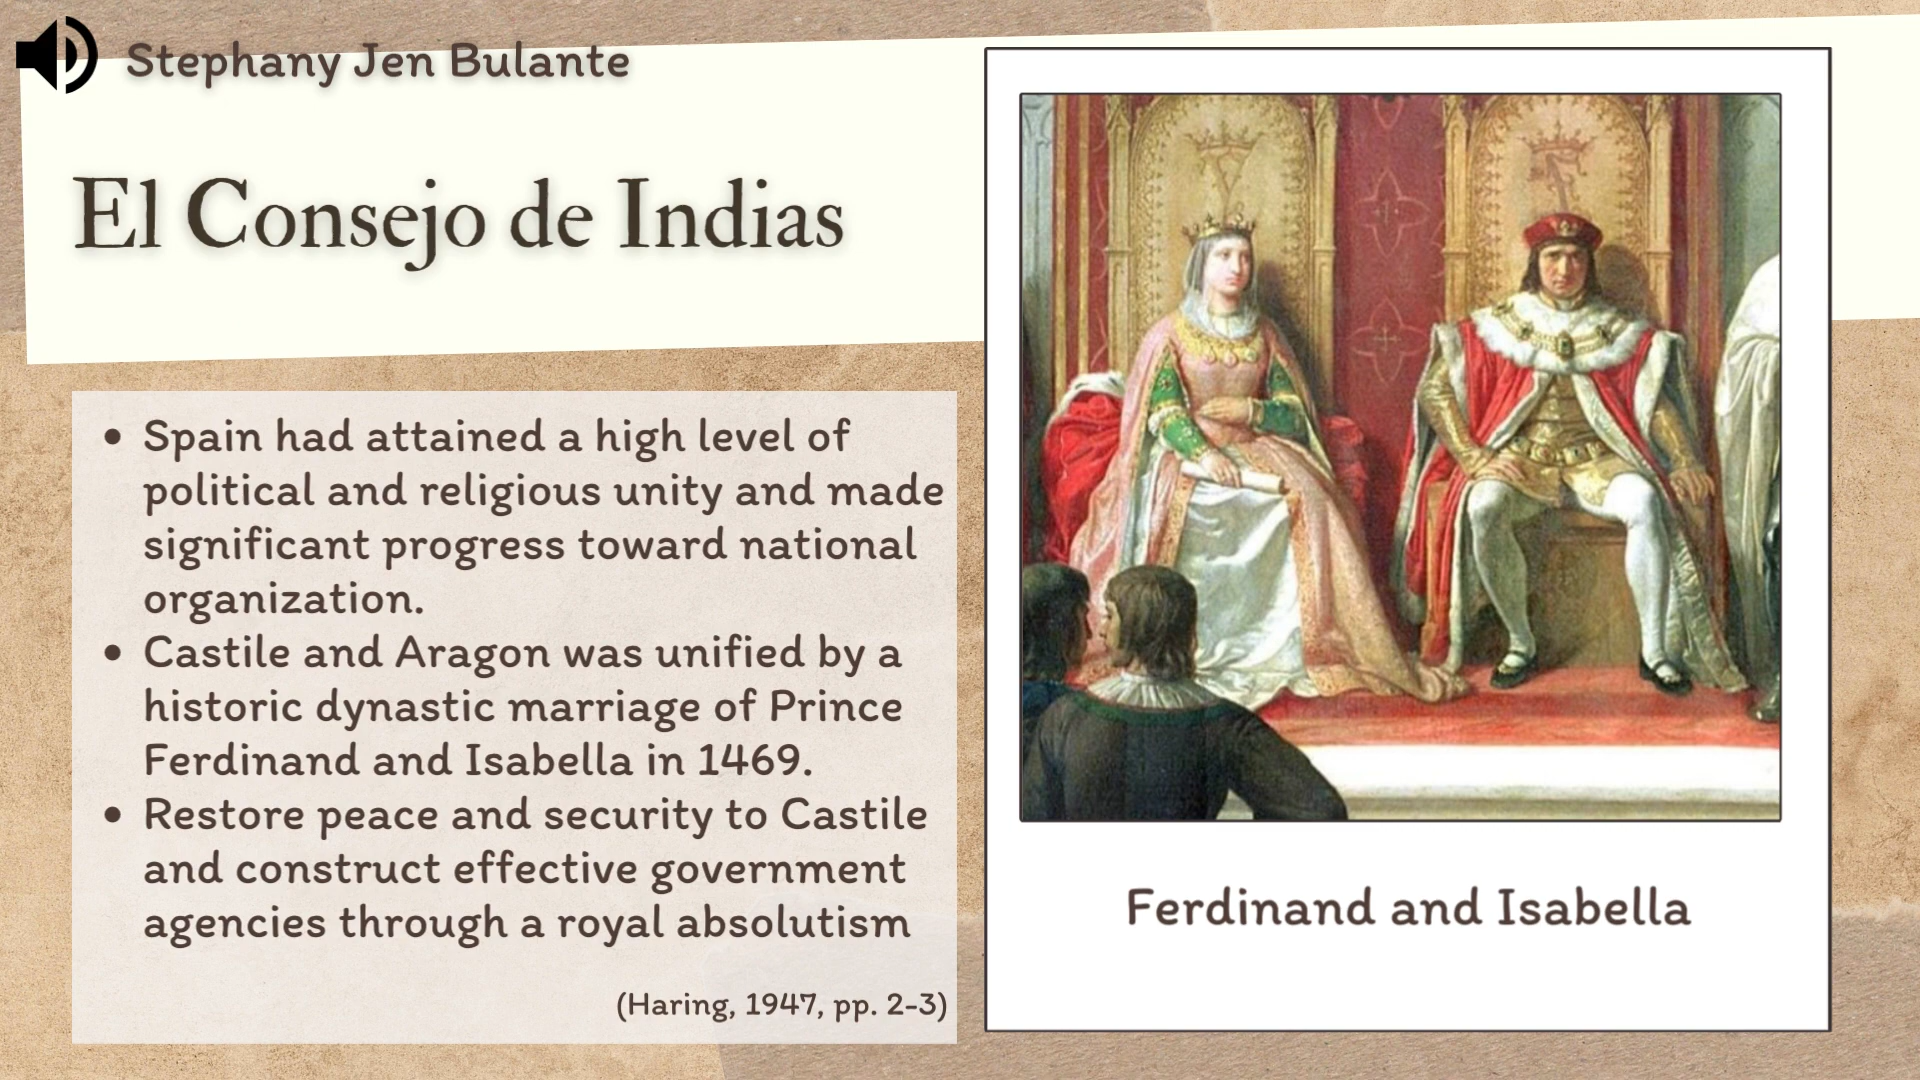 Stephany Jen Bulante
El Consejo de Indias
• Spain had attained a high level of
political and religious unity and made
significant progress toward national
organization.
• Castile and Aragon was unified by a
historic dynastic marriage of Prince
Ferdinand and Isabella in 1469.
• Restore peace and security to Castile
and construct effective government
agencies through a royal absolutism
(Haring, 1947, pp. 2-3)
Ferdinand and Isabella